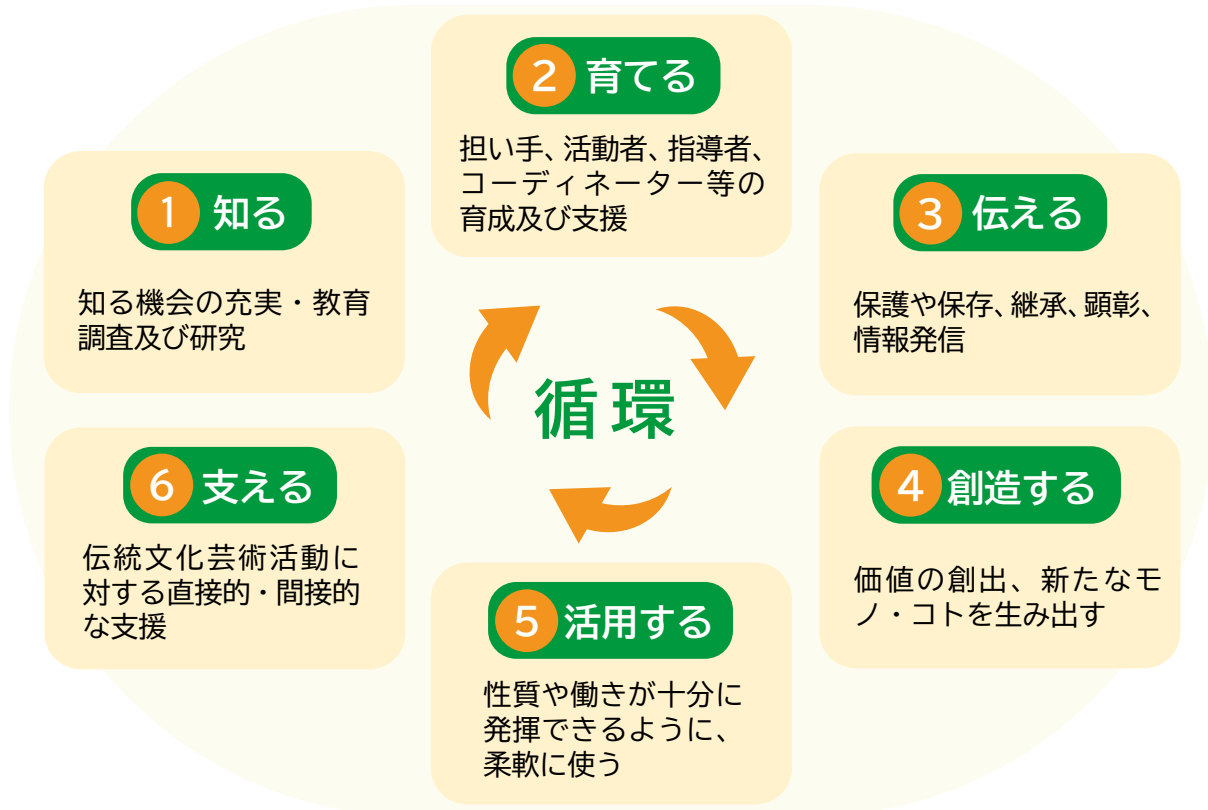 1 知る
知る機会の充実・教育
調査及び研究
2 育てる
担い手、活動者、指導者、
コーディネーター等の
育成及び支援
3 伝える
保護や保存、継承、顕彰、
情報発信
4 創造する
価値の創出、新たなモ
ノ・コトを生み出す
5 活用する
性質や働きが十分に
発揮できるように、
柔軟に使う
6 支える
伝統文化芸術活動に
対する直接的・間接的
な支援
循環